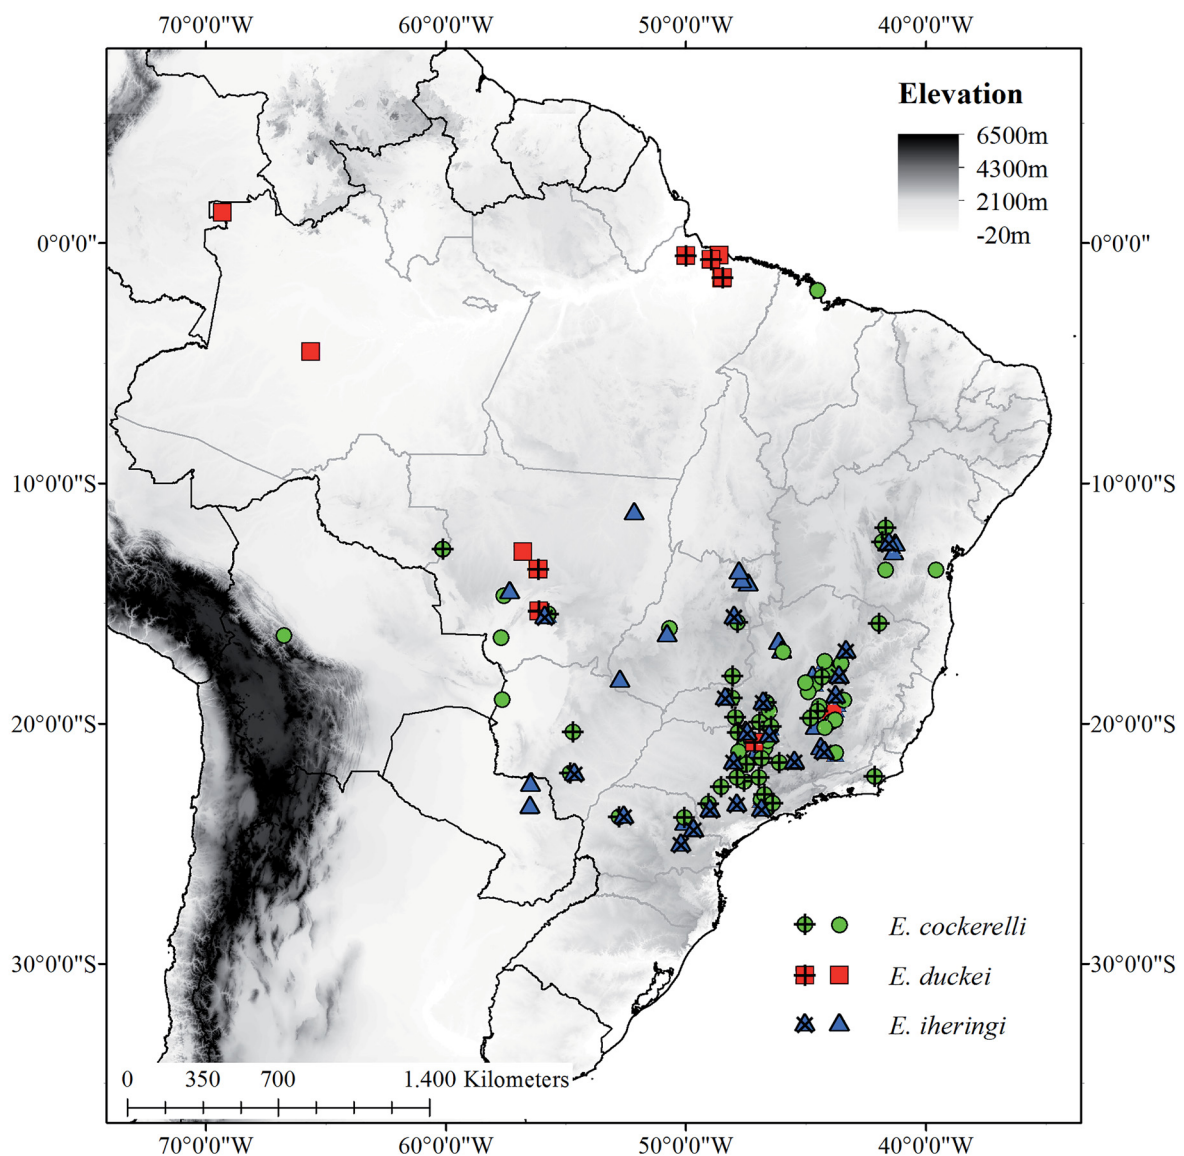 70°0'0"W 60°0'0"W 50°0'0"W 40°0'0"W
Elevation
6500m
4300m
2100m
-20m
0°0'0" 0°0'0"
10°0'0"S 10°0'0"S
20°0'0"S 20°0'0"S
E. cockerelli
30°0'0"S 30°0'0"S
E. duckei
E. iheringi
0 350 700 1.400 Kilometers
70°0'0"W 60°0'0"W 50°0'0"W 40°0'0"W